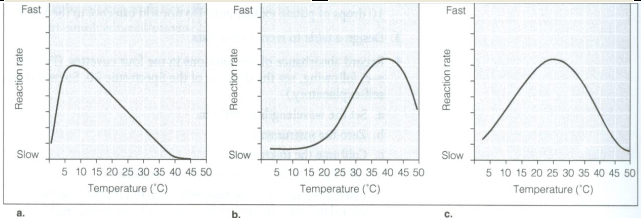 Fast
Reaction rate
Slow
5 10 15 20 25 30 35 40 45 50
Temperature (°C)
a.
Fast
Reaction rate
Slow
5 10 15 20 25 30 35 40 45 50
Temperature (°C)
b.
Fast
Reaction rate
Slow
5 10 15 20 25 30 35 40 45 50
Temperature (°C)
c.